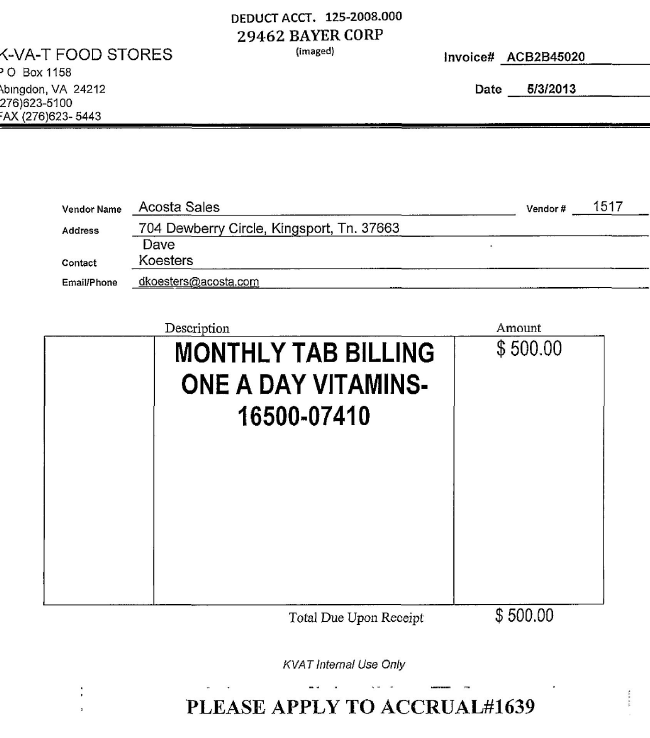 DEDUCT ACCT. 125-2008.000
29462 BAYER CORP
(imaged)
K-VA-T FOOD STORES
P O Box 1158
Abingdon, VA 24212
(276)623-5100
FAX (276)623- 5443
Invoice# ACB2B45020
Date 5/3/2013
Vendor Name Acosta Sales Vendor # 1517
Address 704 Dewberry Circle, Kingsport, Tn. 37663
Dave
Contact Koesters
Email/Phone dkoesters@acosta.com
Description Amount
MONTHLY TAB BILLING $ 500.00
ONE A DAY VITAMINS-
16500-07410
Total Due Upon Receipt $ 500.00
KVAT Internal Use Only
PLEASE APPLY TO ACCRUAL#1639